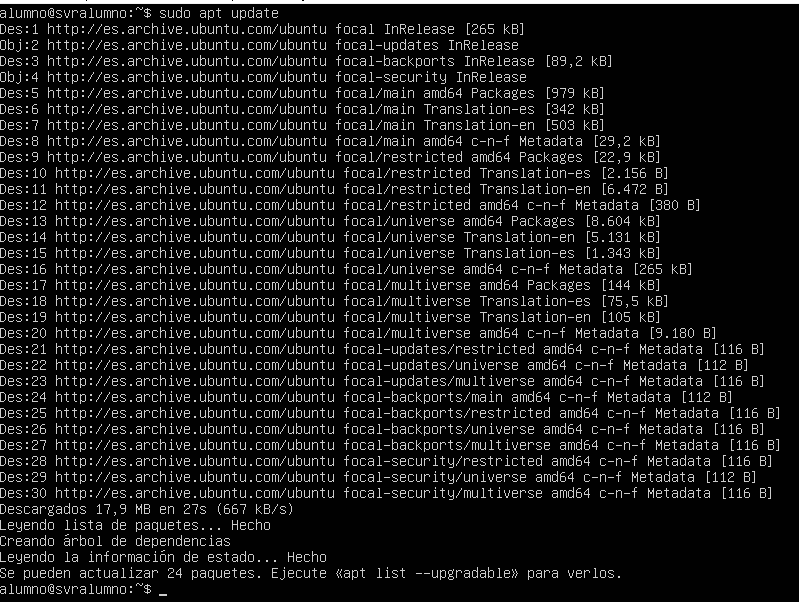 alumno@svralumno:~$ sudo apt update
Des:1 http://es.archive.ubuntu.com/ubuntu focal InRelease [265 kB]
Obj:2 http://es.archive.ubuntu.com/ubuntu focal-updates InRelease
Des:3 http://es.archive.ubuntu.com/ubuntu focal-backports InRelease [89,2 kB]
Obj:4 http://es.archive.ubuntu.com/ubuntu focal-security InRelease
Des:5 http://es.archive.ubuntu.com/ubuntu focal/main amd64 Packages [979 kB]
Des:6 http://es.archive.ubuntu.com/ubuntu focal/main Translation-es [342 kB]
Des:7 http://es.archive.ubuntu.com/ubuntu focal/main Translation-en [503 kB]
Des:8 http://es.archive.ubuntu.com/ubuntu focal/main amd64 c-n-f Metadata [29,2 kB]
Des:9 http://es.archive.ubuntu.com/ubuntu focal/restricted amd64 Packages [22,9 kB]
Des:10 http://es.archive.ubuntu.com/ubuntu focal/restricted Translation-es [2.156 B]
Des:11 http://es.archive.ubuntu.com/ubuntu focal/restricted Translation-en [6.472 B]
Des:12 http://es.archive.ubuntu.com/ubuntu focal/restricted amd64 c-n-f Metadata [380 B]
Des:13 http://es.archive.ubuntu.com/ubuntu focal/universe amd64 Packages [8.604 kB]
Des:14 http://es.archive.ubuntu.com/ubuntu focal/universe Translation-en [5.131 kB]
Des:15 http://es.archive.ubuntu.com/ubuntu focal/universe Translation-es [1.343 kB]
Des:16 http://es.archive.ubuntu.com/ubuntu focal/universe amd64 c-n-f Metadata [265 kB]
Des:17 http://es.archive.ubuntu.com/ubuntu focal/multiverse amd64 Packages [144 kB]
Des:18 http://es.archive.ubuntu.com/ubuntu focal/multiverse Translation-es [75,5 kB]
Des:19 http://es.archive.ubuntu.com/ubuntu focal/multiverse Translation-en [105 kB]
Des:20 http://es.archive.ubuntu.com/ubuntu focal/multiverse amd64 c-n-f Metadata [9.180 B]
Des:21 http://es.archive.ubuntu.com/ubuntu focal-updates/restricted amd64 c-n-f Metadata [116 B]
Des:22 http://es.archive.ubuntu.com/ubuntu focal-updates/universe amd64 c-n-f Metadata [112 B]
Des:23 http://es.archive.ubuntu.com/ubuntu focal-updates/multiverse amd64 c-n-f Metadata [116 B]
Des:24 http://es.archive.ubuntu.com/ubuntu focal-backports/main amd64 c-n-f Metadata [112 B]
Des:25 http://es.archive.ubuntu.com/ubuntu focal-backports/restricted amd64 c-n-f Metadata [116 B]
Des:26 http://es.archive.ubuntu.com/ubuntu focal-backports/universe amd64 c-n-f Metadata [116 B]
Des:27 http://es.archive.ubuntu.com/ubuntu focal-backports/multiverse amd64 c-n-f Metadata [116 B]
Des:28 http://es.archive.ubuntu.com/ubuntu focal-security/restricted amd64 c-n-f Metadata [116 B]
Des:29 http://es.archive.ubuntu.com/ubuntu focal-security/universe amd64 c-n-f Metadata [112 B]
Des:30 http://es.archive.ubuntu.com/ubuntu focal-security/multiverse amd64 c-n-f Metadata [116 B]
Descargados 17,9 MB en 27s (667 kB/s)
Leyendo lista de paquetes... Hecho
Creando árbol de dependencias
Leyendo la información de estado... Hecho
Se pueden actualizar 24 paquetes. Ejecute «apt list --upgradable» para verlos.
alumno@svralumno:~$ _